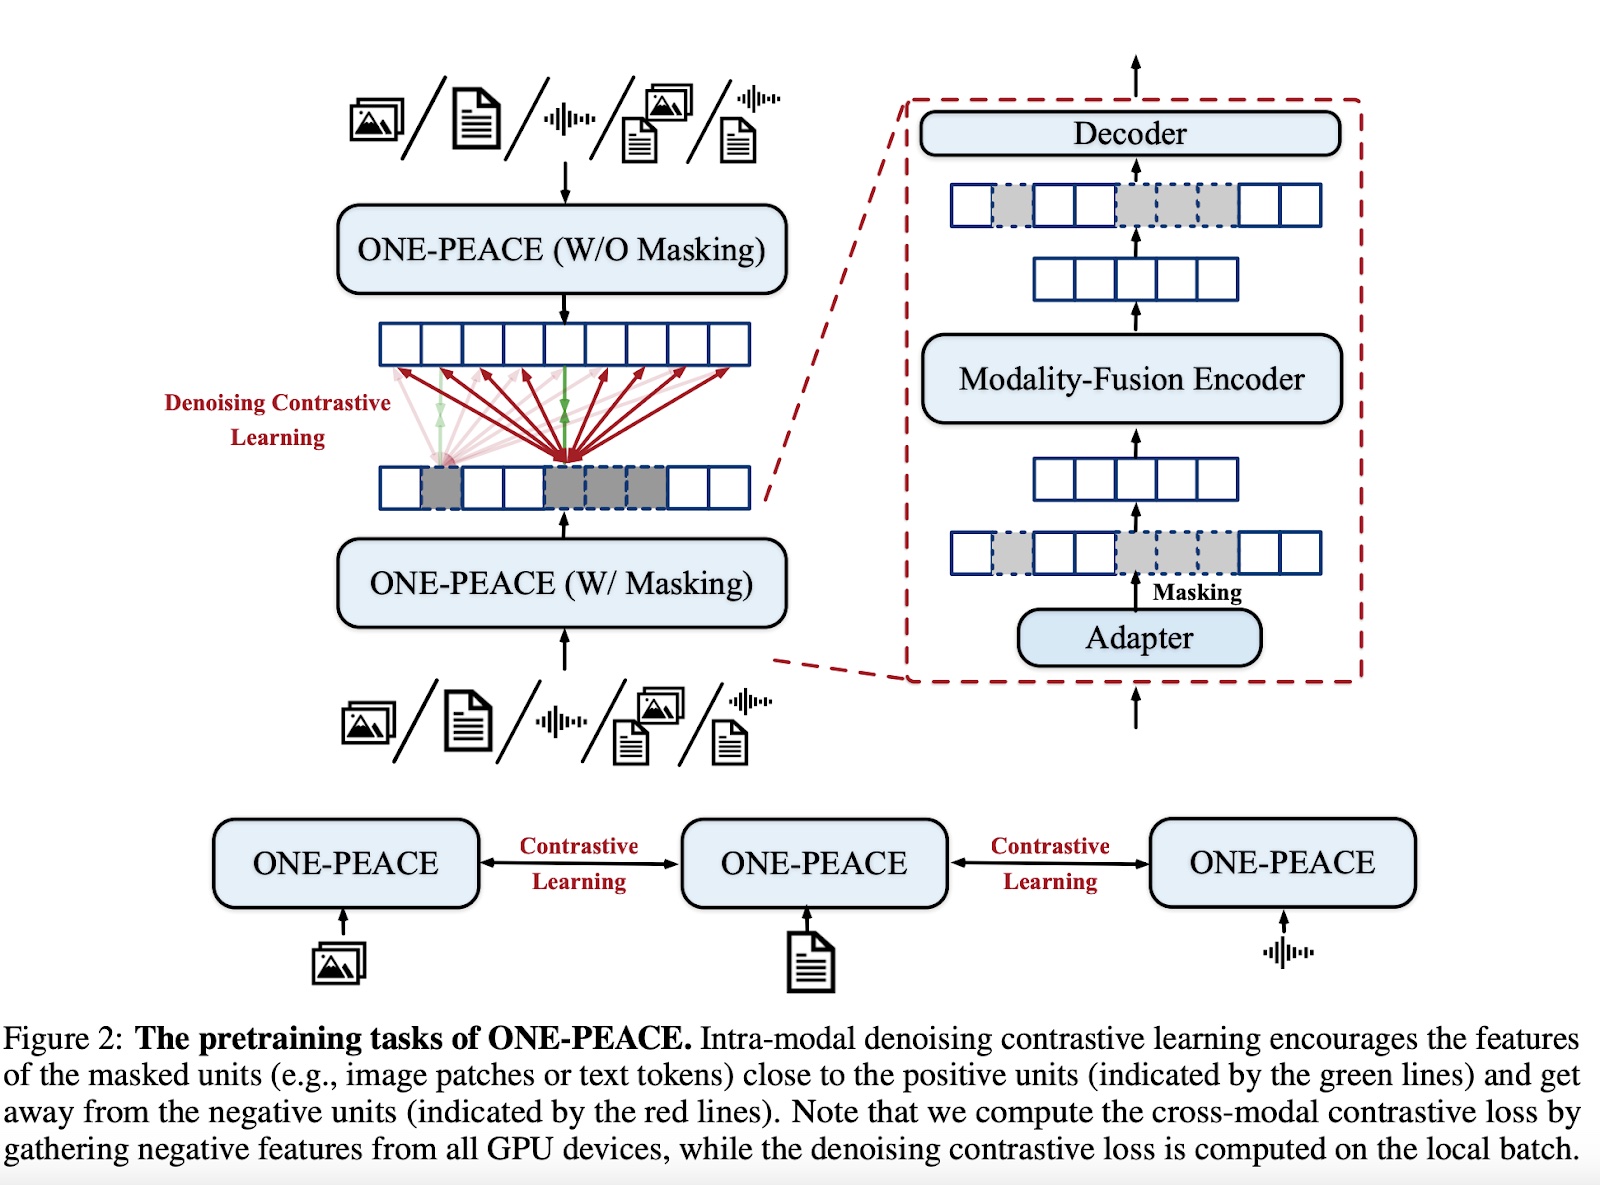 Decoder
ONE-PEACE (W/O Masking)
Modality-Fusion Encoder
Denoising Contrastive
Learning
ONE-PEACE (W/ Masking)
Masking
Adapter
ONE-PEACE
Contrastive
Learning
ONE-PEACE
Contrastive
Learning
ONE-PEACE
Figure 2: The pretraining tasks of ONE-PEACE. Intra-modal denoising contrastive learning encourages the features
of the masked units (e.g., image patches or text tokens) close to the positive units (indicated by the green lines) and get
away from the negative units (indicated by the red lines). Note that we compute the cross-modal contrastive loss by
gathering negative features from all GPU devices, while the denoising contrastive loss is computed on the local batch.